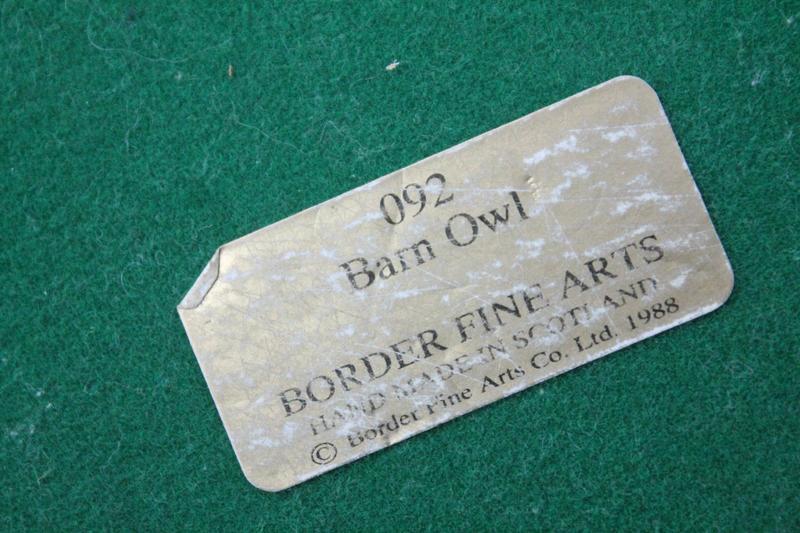 092
Barn Owl
BORDER FINE ARTS
HAND MADE IN SCOTLAND
© Border Fine Arts Co. Ltd. 1988